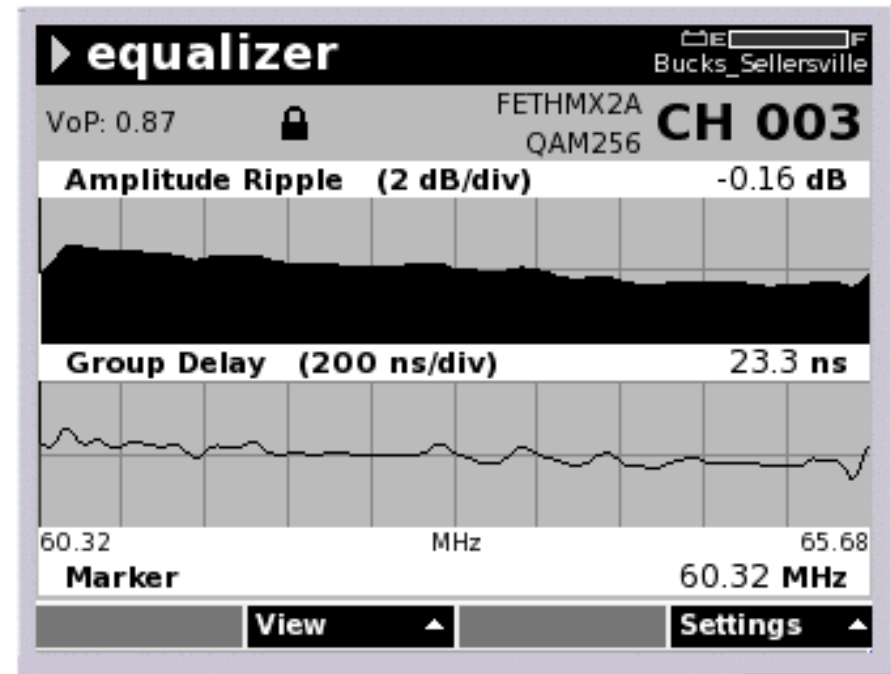 equalizer
E F
Bucks_Sellersville
VoP: 0.87
FETHMX2A
QAM256
CH 003
Amplitude Ripple (2 dB/div) -0.16 dB
Group Delay (200 ns/div) 23.3 ns
60.32 MHz 65.68
Marker 60.32 MHz
View Settings